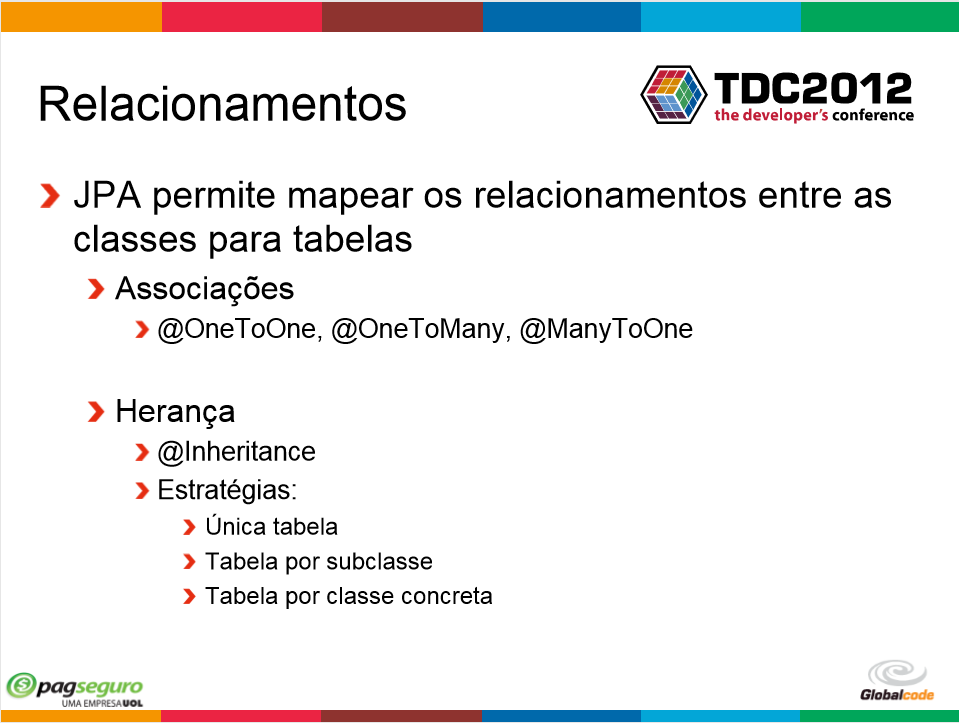 Relacionamentos
TDC2012
the developer's conference
JPA permite mapear os relacionamentos entre as
classes para tabelas
Associações
@OneToOne, @OneToMany, @ManyToOne
Herança
@Inheritance
Estratégias:
Única tabela
Tabela por subclasse
Tabela por classe concreta
pagseguro
UMA EMPRESA UOL
Globalcode